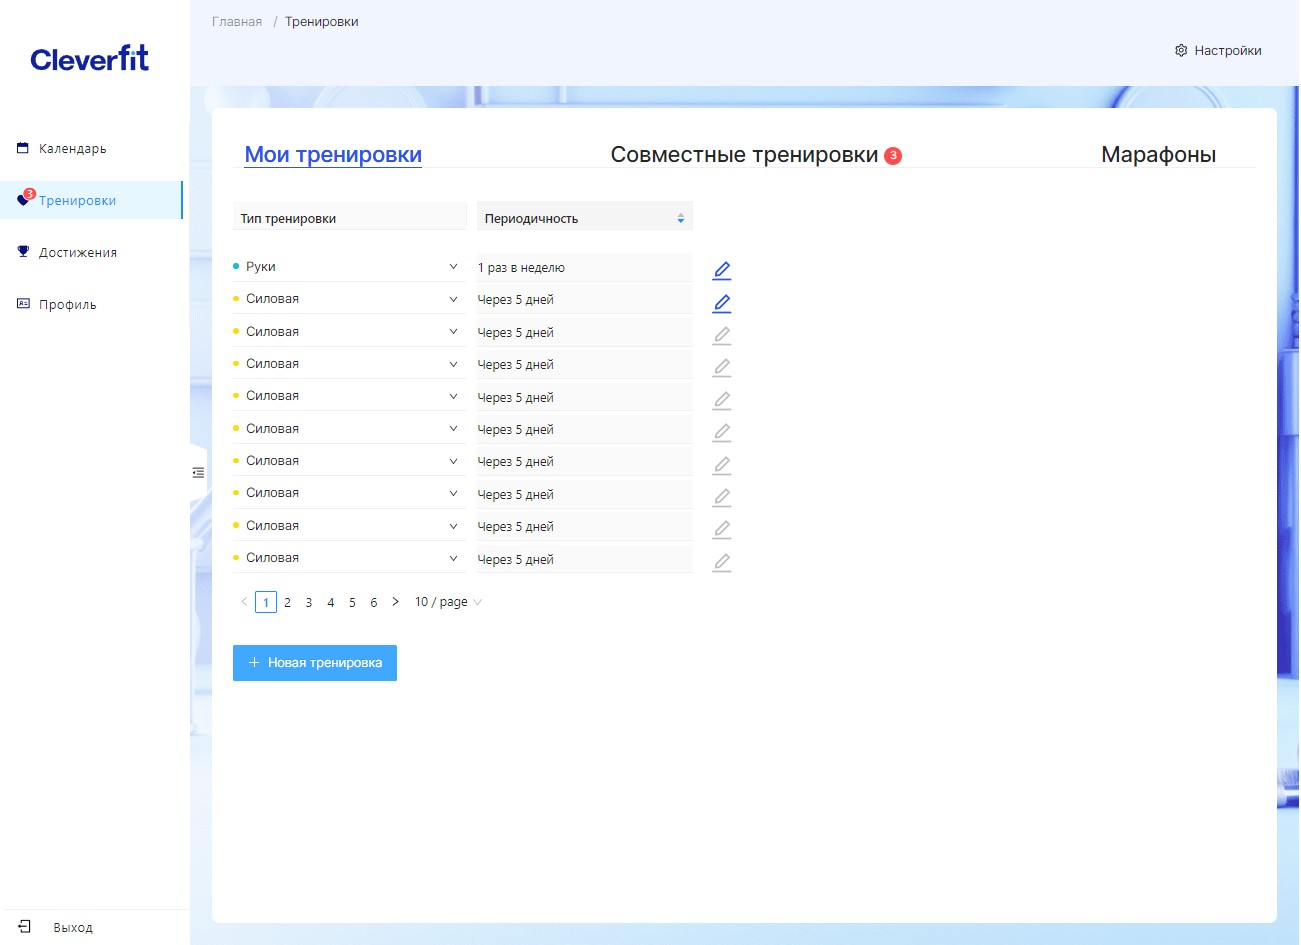 Главная / Тренировки
Cleverfit
Настройки
Календарь
3
Тренировки
Достижения
Профиль
Мои тренировки
Совместные тренировки 3
Марафоны
Тип тренировки
Периодичность
Руки
1 раз в неделю
Силовая
Через 5 дней
Силовая
Через 5 дней
Силовая
Через 5 дней
Силовая
Через 5 дней
Силовая
Через 5 дней
Силовая
Через 5 дней
Силовая
Через 5 дней
Силовая
Через 5 дней
Силовая
Через 5 дней
1 2 3 4 5 6 10 / page
Новая тренировка
Выход